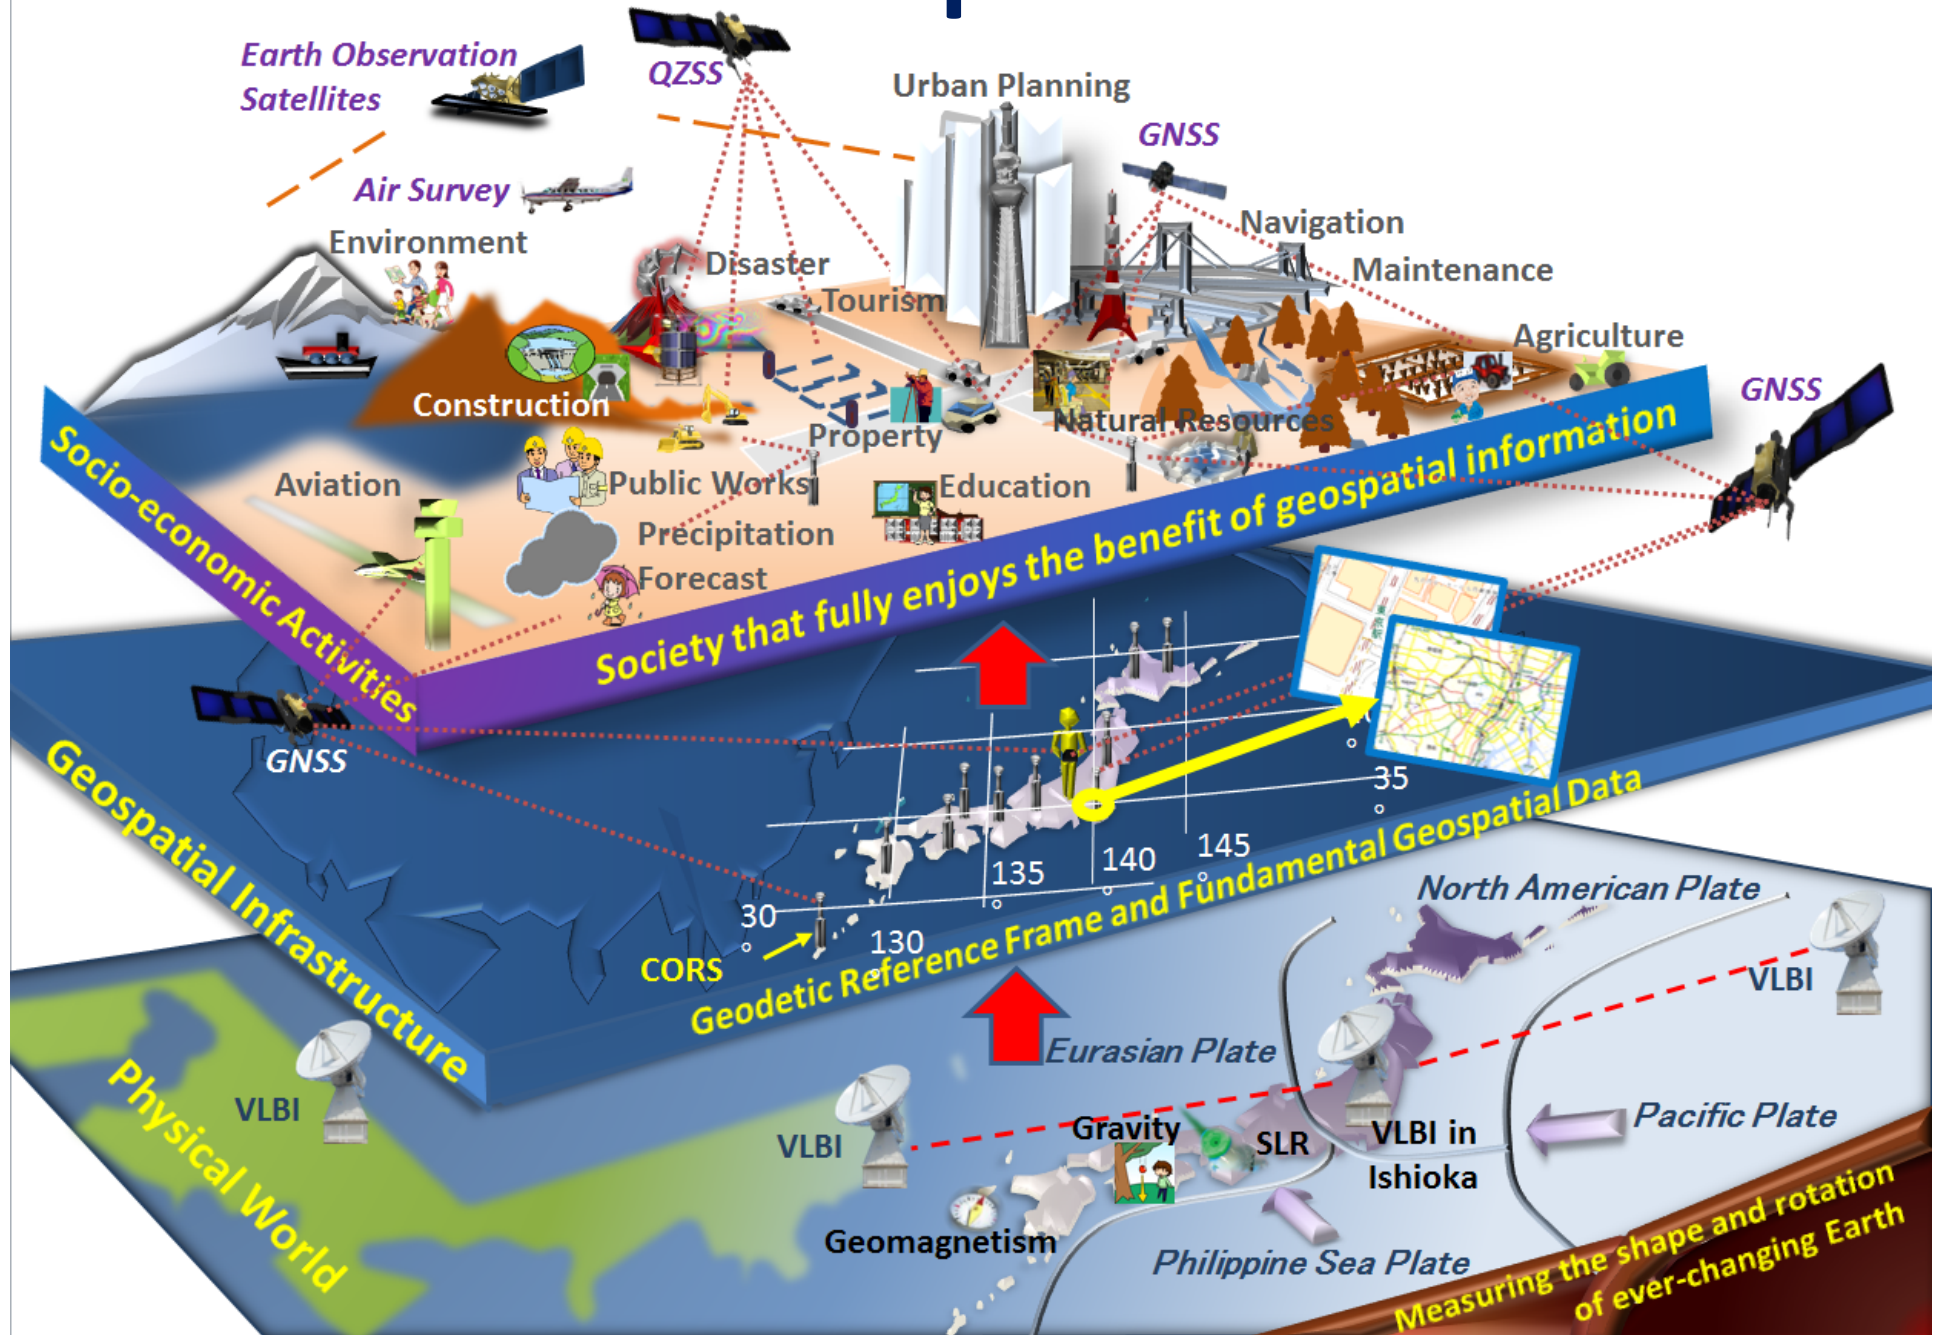 Earth Observation
Satellites
QZSS
Urban Planning
GNSS
Air Survey
Environment
Navigation
Disaster
Maintenance
Tourism
Agriculture
GNSS
Construction
Natural Resources
Property
Aviation
Public Works
Education
Precipitation
Forecast
Socio-economic Activities
Society that fully enjoys the benefit of geospatial information
GNSS
東京駅
35
°
°
145
°
140
°
135
°
30
°
130
°
CORS
Geospatial Infrastructure
Geodetic Reference Frame and Fundamental Geospatial Data
North American Plate
VLBI
Eurasian Plate
VLBI
VLBI
Gravity
SLR
VLBI in
Ishioka
Pacific Plate
Geomagnetism
Philippine Sea Plate
Physical World
Measuring the shape and rotation
of ever-changing Earth